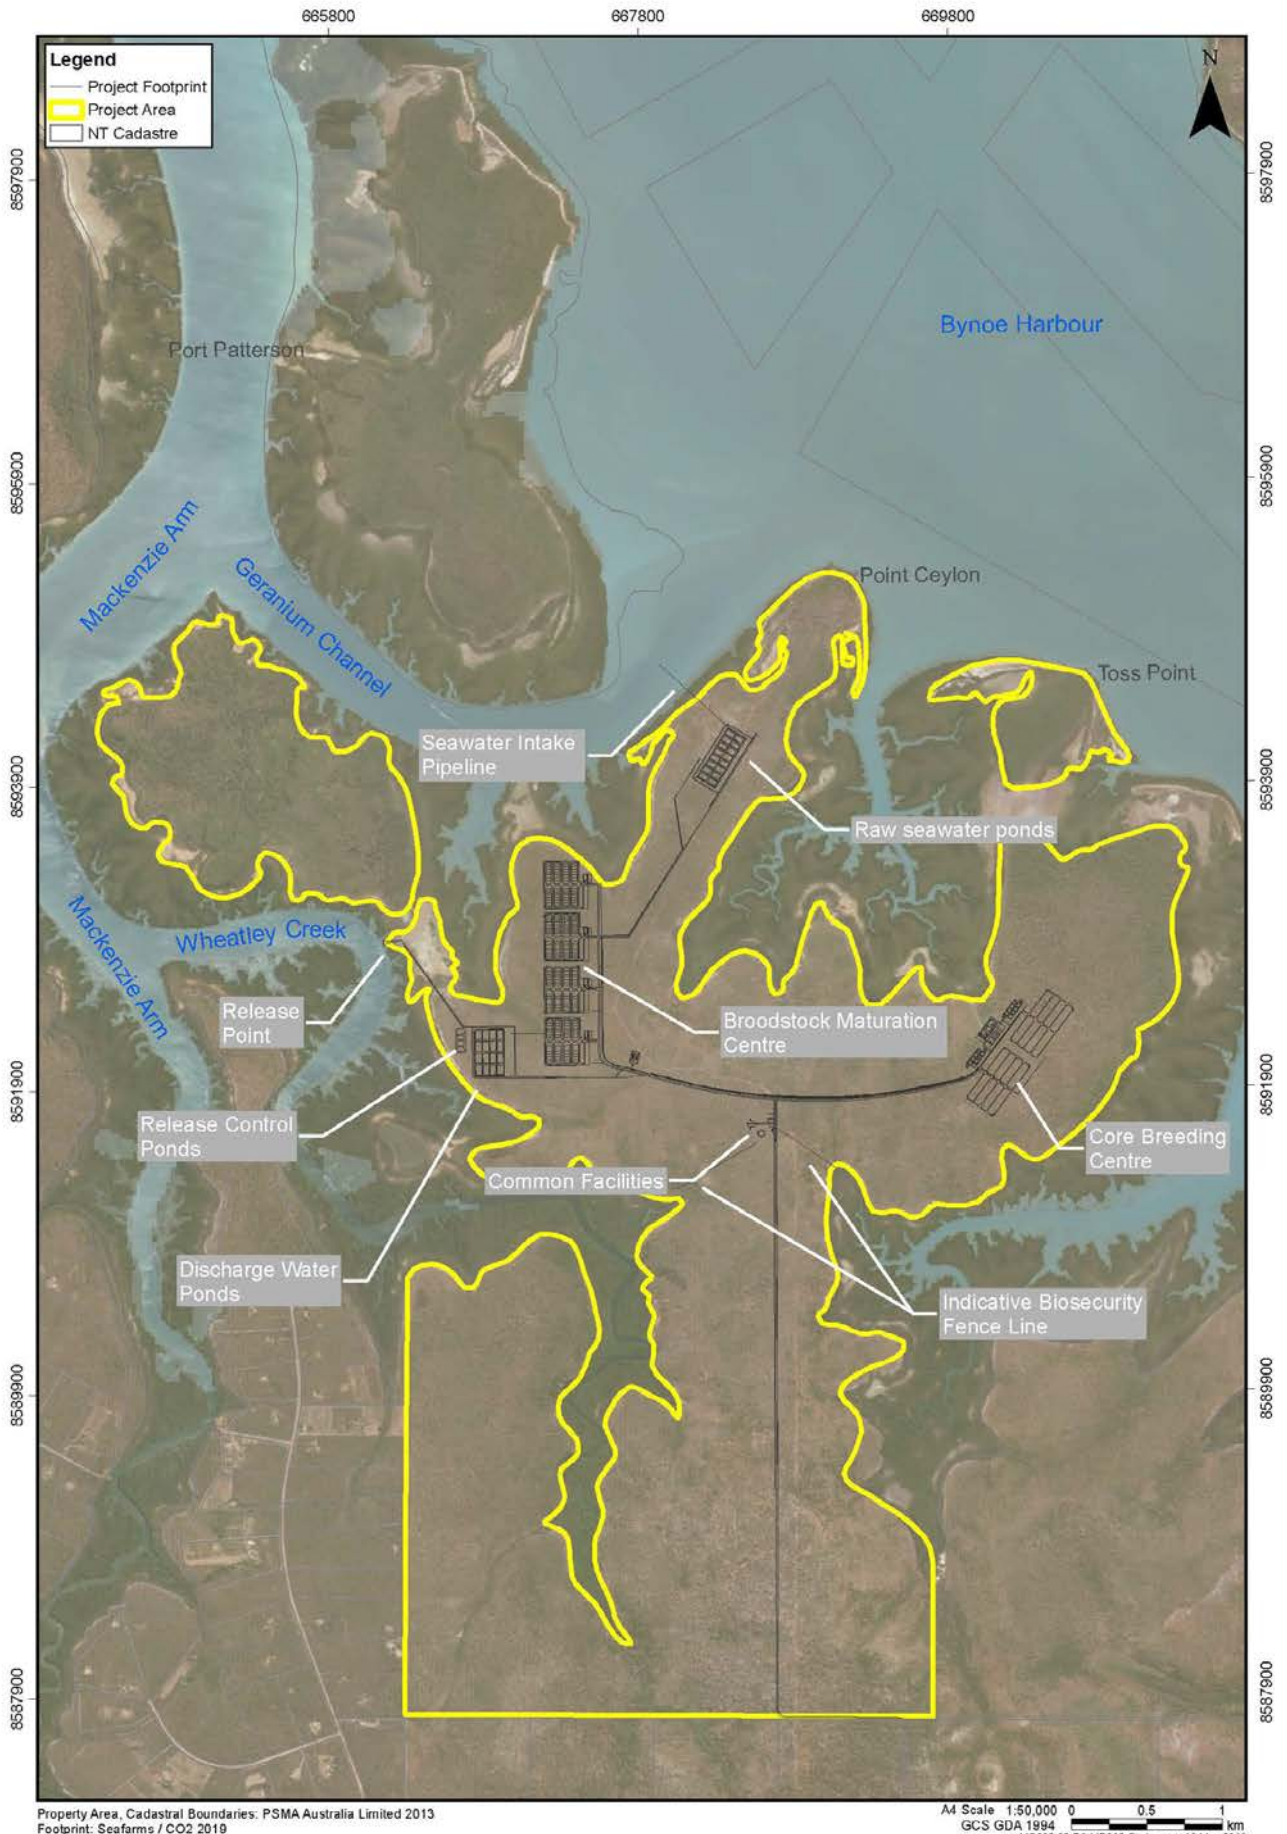 665800
667800
669800
Legend
Project Footprint
Project Area
NT Cadastre
N
8597900
8597900
Bynoe Harbour
Port Patterson
8595900
8595900
Mackenzie Arm
Geranium Channel
Point Ceylon
Toss Point
Seawater Intake
Pipeline
8593900
8593900
Raw seawater ponds
Mackenzie Arm
Wheatley Creek
Release
Point
Broodstock Maturation
Centre
8591900
8591900
Release Control
Ponds
Core Breeding
Centre
Common Facilities
Discharge Water
Ponds
Indicative Biosecurity
Fence Line
8589900
8589900
8587900
8587900
Property Area, Cadastral Boundaries: PSMA Australia Limited 2013
Footprint: Seafarms / CO2 2019
A4 Scale 1:50,000 0 0.5 1
GCS GDA 1994 km